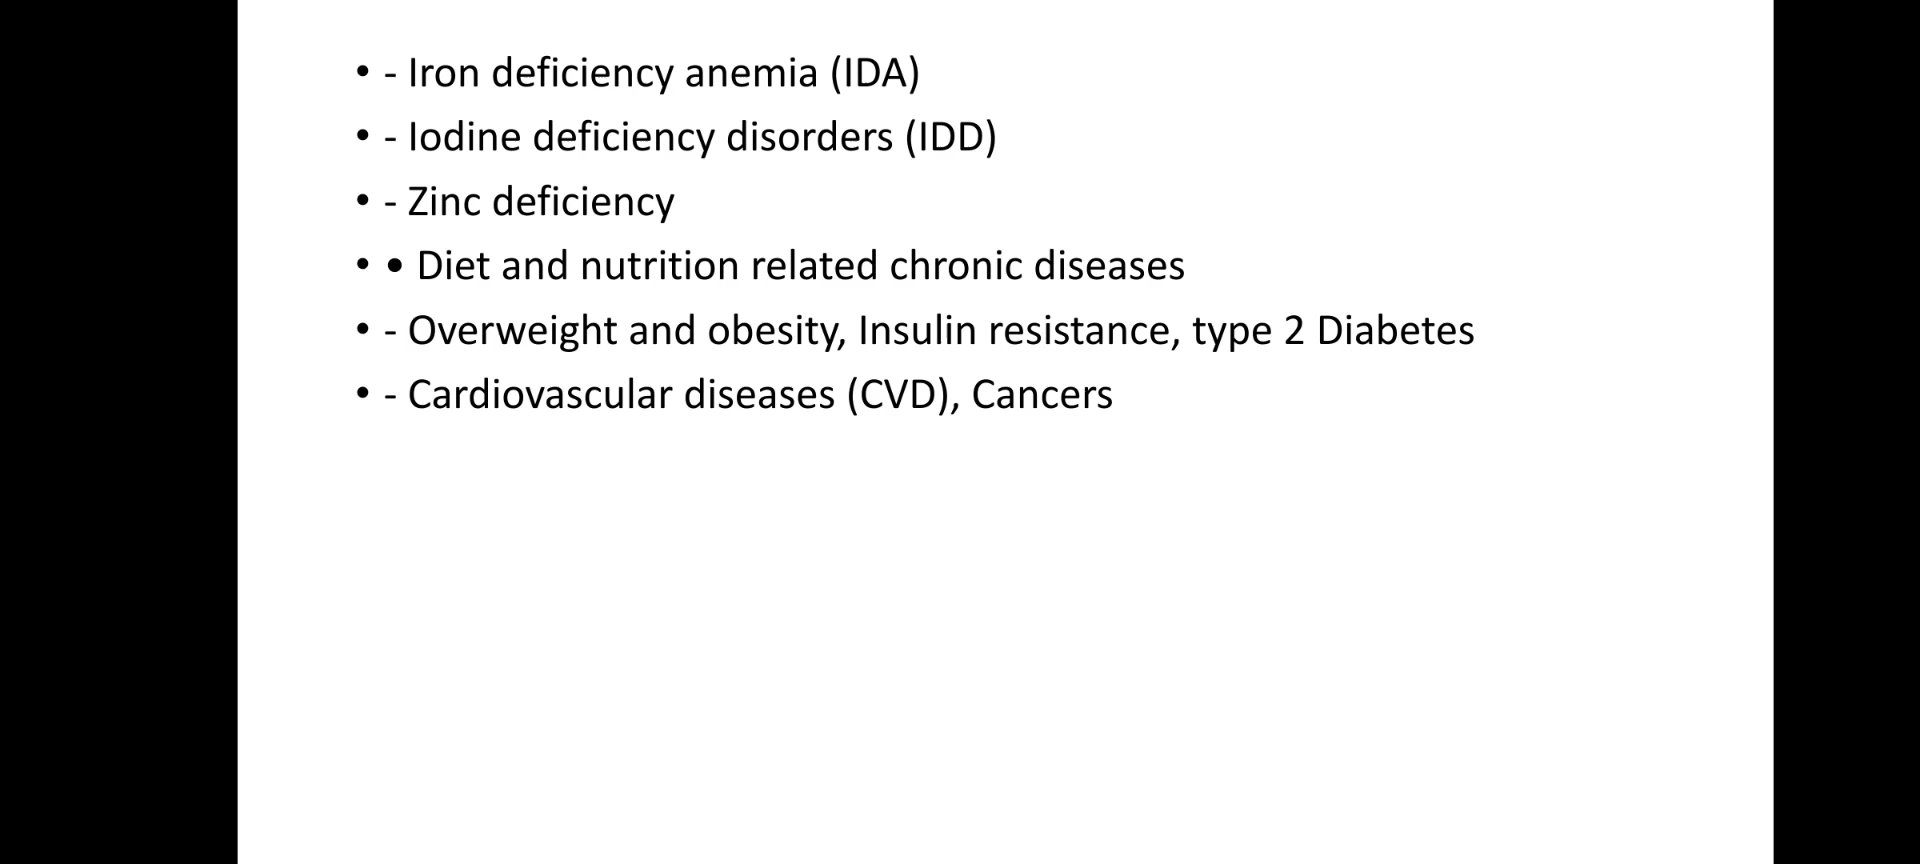 • - Iron deficiency anemia (IDA)
• - Iodine deficiency disorders (IDD)
• - Zinc deficiency
• • Diet and nutrition related chronic diseases
• - Overweight and obesity, Insulin resistance, type 2 Diabetes
• - Cardiovascular diseases (CVD), Cancers